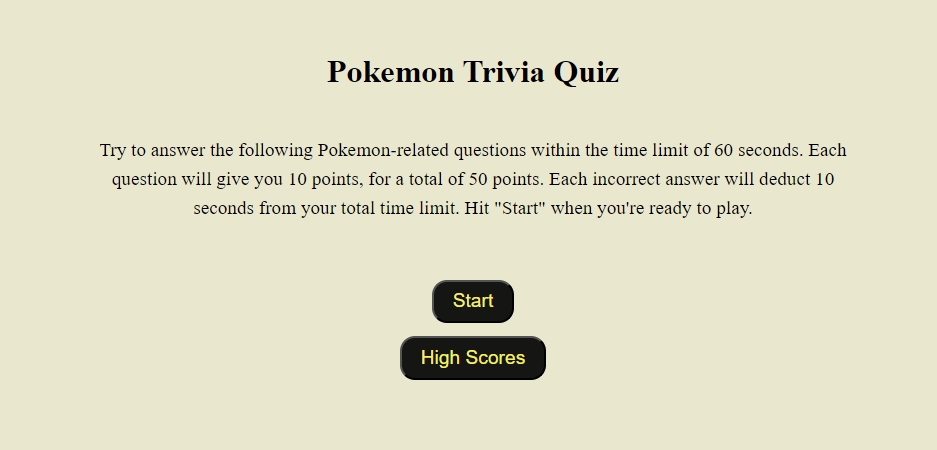 Pokemon Trivia Quiz
Try to answer the following Pokemon-related questions within the time limit of 60 seconds. Each
question will give you 10 points, for a total of 50 points. Each incorrect answer will deduct 10
seconds from your total time limit. Hit "Start" when you're ready to play.
Start
High Scores